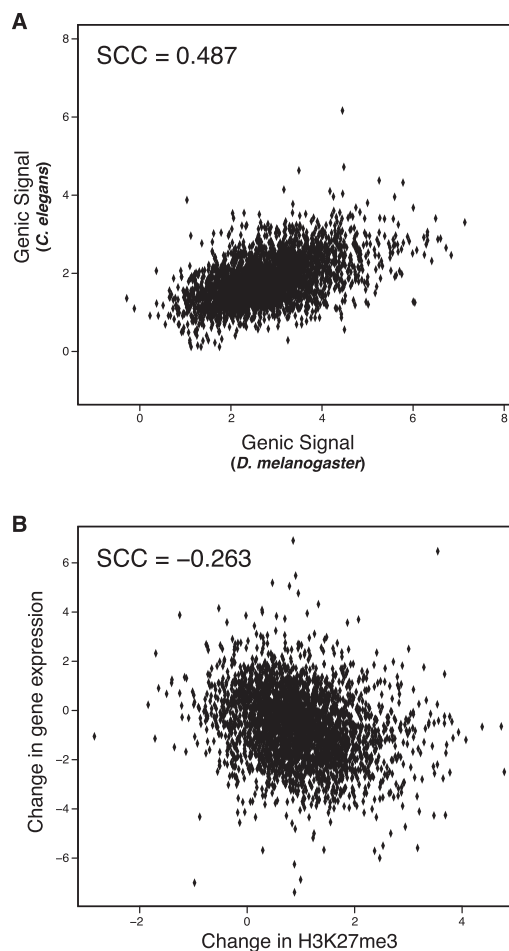 A
SCC = 0.487
8
6
4
2
0
Genic Signal
(C. elegans)
0 2 4 6 8
Genic Signal
(D. melanogaster)
B
SCC = −0.263
6
4
2
0
−2
−4
−6
Change in gene expression
−2 0 2 4
Change in H3K27me3